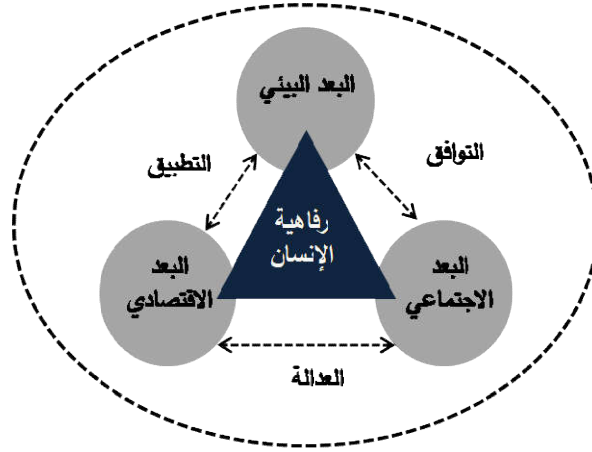 البعد البيئي
التوافق
التطبيق
رفاهية
الإنسان
البعد
الاجتماعي
البعد
الاقتصادي
العدالة